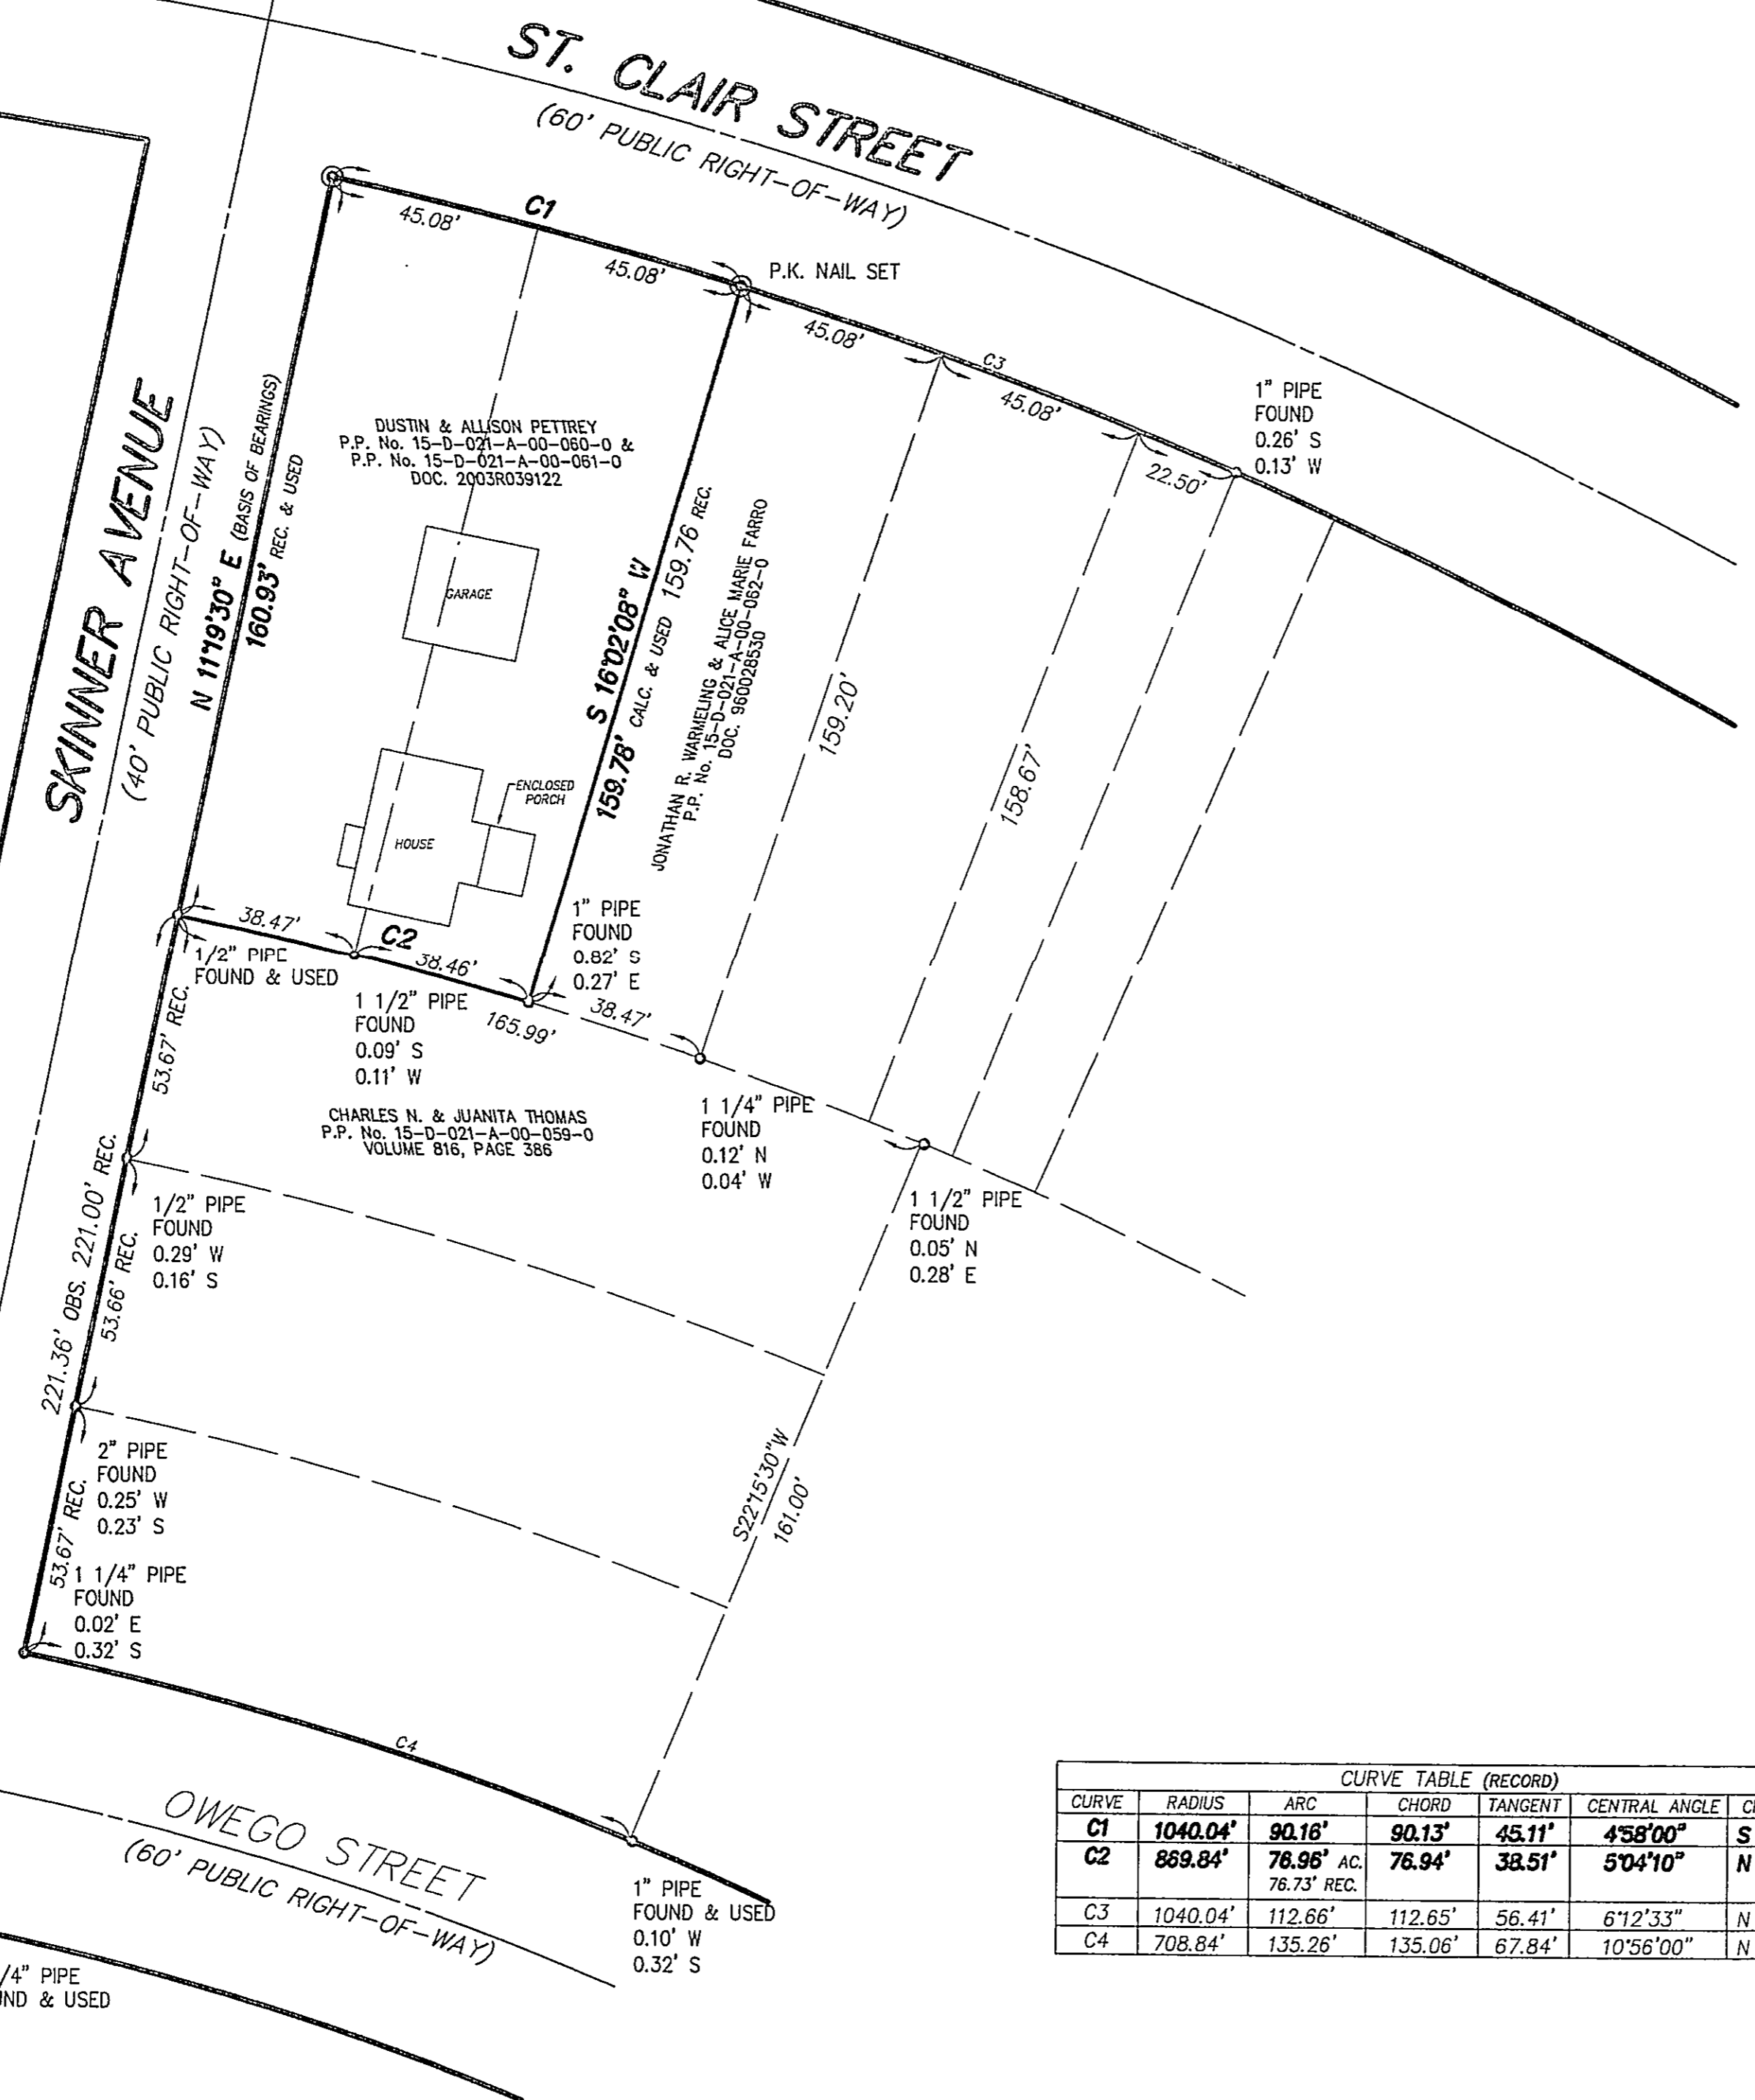 ST. CLAIR STREET
(60' PUBLIC RIGHT-OF-WAY)
C1
45.08'
45.08'
P.K. NAIL SET
45.08'
C3
45.08'
1" PIPE
FOUND
0.26' S
0.13' W
22.50'
SKINNER AVENUE
(40' PUBLIC RIGHT-OF-WAY)
N 11°19'30" E (BASIS OF BEARINGS)
160.93' REC. & USED
DUSTIN & ALLISON PETTREY
P.P. No. 15-D-021-A-00-060-0 &
P.P. No. 15-D-021-A-00-061-0
DOC. 2003R039122
GARAGE
S 16°02'08" W
159.78' CALC. & USED 159.76 REC.
JONATHAN R. WARMELING & ALICE MARIE FARRO
P.P. No. 15-D-021-A-00-062-0
DOC. 960028530
159.20'
158.67'
ENCLOSED
PORCH
HOUSE
38.47'
C2
38.46'
1/2" PIPE
FOUND & USED
1" PIPE
FOUND
0.82' S
0.27' E
38.47'
165.99'
1 1/2" PIPE
FOUND
0.09' S
0.11' W
53.67' REC.
CHARLES N. & JUANITA THOMAS
P.P. No. 15-D-021-A-00-059-0
VOLUME 816, PAGE 386
1 1/4" PIPE
FOUND
0.12' N
0.04' W
1 1/2" PIPE
FOUND
0.05' N
0.28' E
221.36' OBS. 221.00' REC.
1/2" PIPE
FOUND
0.29' W
0.16' S
53.66' REC.
2" PIPE
FOUND
0.25' W
0.23' S
53.67' REC.
S22°15'30"W
161.00'
1 1/4" PIPE
FOUND
0.02' E
0.32' S
C4
OWEGO STREET
(60' PUBLIC RIGHT-OF-WAY)
1" PIPE
FOUND & USED
0.10' W
0.32' S
/4" PIPE
ND & USED
CURVE TABLE (RECORD)
CURVE RADIUS ARC CHORD TANGENT CENTRAL ANGLE
C1 1040.04' 90.16' 90.13' 45.11' 4°58'00" S
C2 869.84' 76.96' AC. 76.94' 38.51' 5°04'10" N
76.73' REC.
C3 1040.04' 112.66' 112.65' 56.41' 6°12'33" N
C4 708.84' 135.26' 135.06' 67.84' 10°56'00" N